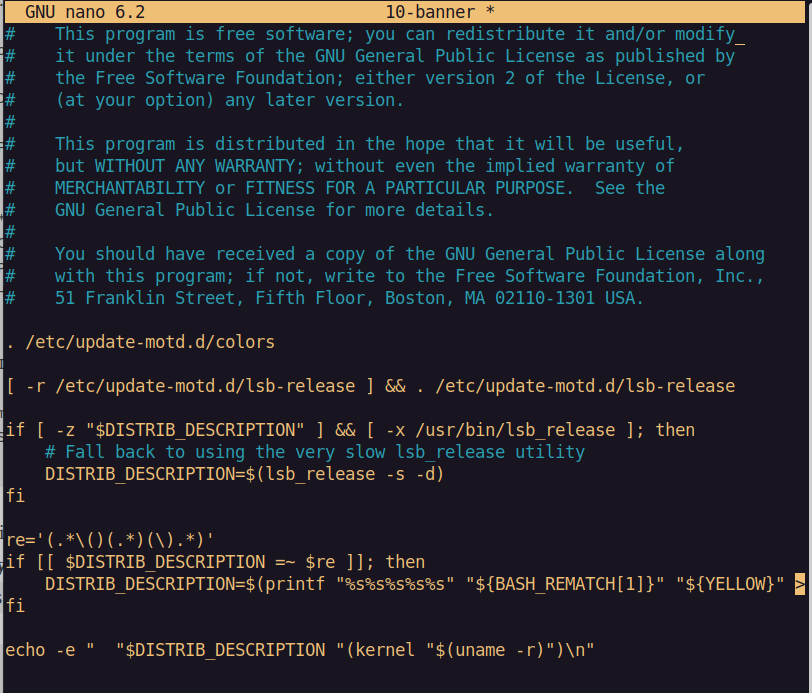 GNU nano 6.2 10-banner *
# This program is free software; you can redistribute it and/or modify
# it under the terms of the GNU General Public License as published by
# the Free Software Foundation; either version 2 of the License, or
# (at your option) any later version.
#
# This program is distributed in the hope that it will be useful,
# but WITHOUT ANY WARRANTY; without even the implied warranty of
# MERCHANTABILITY or FITNESS FOR A PARTICULAR PURPOSE.  See the
# GNU General Public License for more details.
#
# You should have received a copy of the GNU General Public License along
# with this program; if not, write to the Free Software Foundation, Inc.,
# 51 Franklin Street, Fifth Floor, Boston, MA 02110-1301 USA.
. /etc/update-motd.d/colors
[ -r /etc/update-motd.d/lsb-release ] && . /etc/update-motd.d/lsb-release
if [ -z "$DISTRIB_DESCRIPTION" ] && [ -x /usr/bin/lsb_release ]; then
    # Fall back to using the very slow lsb_release utility
    DISTRIB_DESCRIPTION=$(lsb_release -s -d)
fi
re='(.*\()(.*)(\).*)'
if [[ $DISTRIB_DESCRIPTION =~ $re ]]; then
    DISTRIB_DESCRIPTION=$(printf "%s%s%s%s%s" "${BASH_REMATCH[1]}" "${YELLOW}" >
fi
echo -e "  "$DISTRIB_DESCRIPTION "(kernel "$(uname -r)")\n"